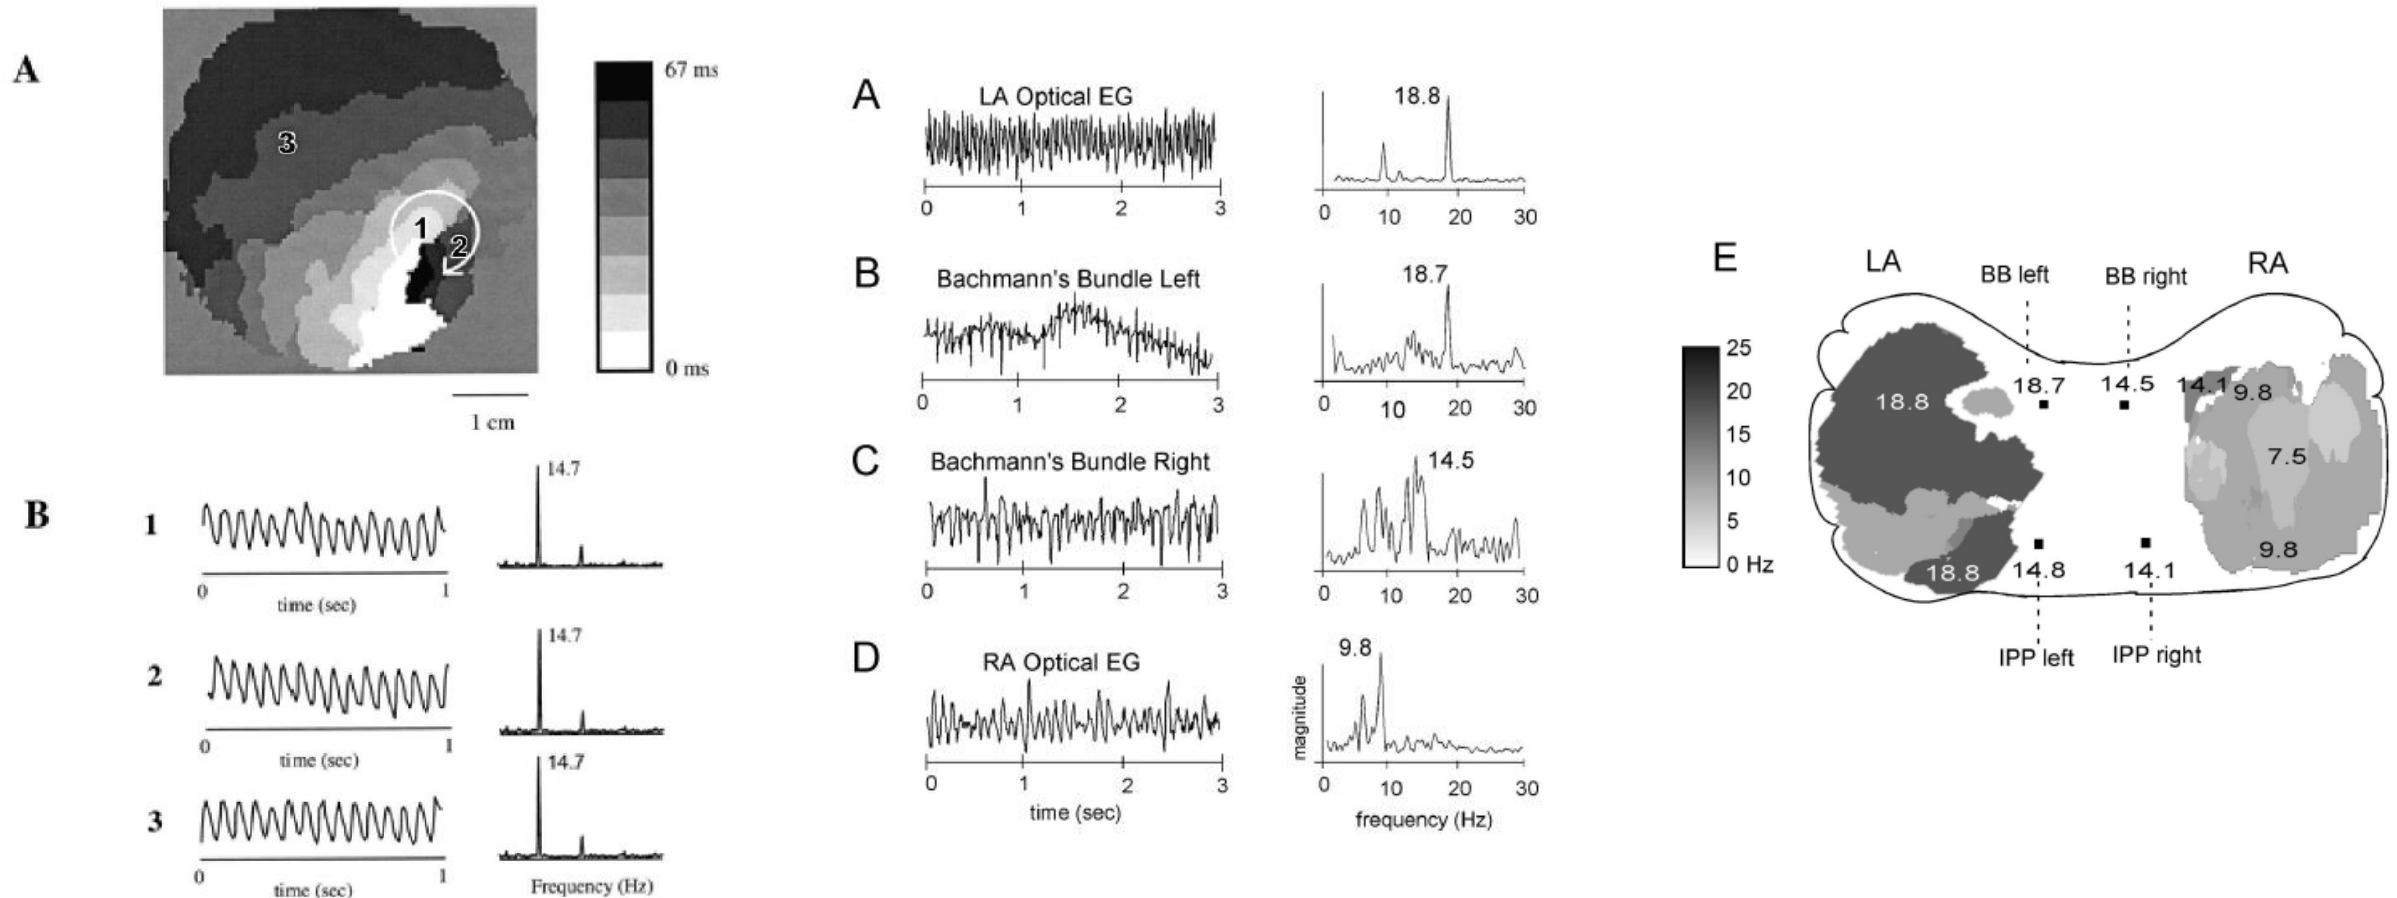 A
67 ms
0 ms
1 cm
3
1
2
B
1
14.7
0
1
time (sec)
2
14.7
0
1
time (sec)
3
14.7
0
1
time (sec)
Frequency (Hz)
A
LA Optical EG
0 1 2 3
18.8
0 10 20 30
B
Bachmann's Bundle Left
0 1 2 3
18.7
0 10 20 30
C
Bachmann's Bundle Right
0 1 2 3
14.5
0 10 20 30
D
RA Optical EG
0 1 2 3
time (sec)
9.8
magnitude
0 10 20 30
frequency (Hz)
E
LA
BB left
BB right
RA
25
20
15
10
5
0 Hz
18.8
18.7
14.5
14.1
9.8
7.5
9.8
18.8
14.8
14.1
IPP left
IPP right